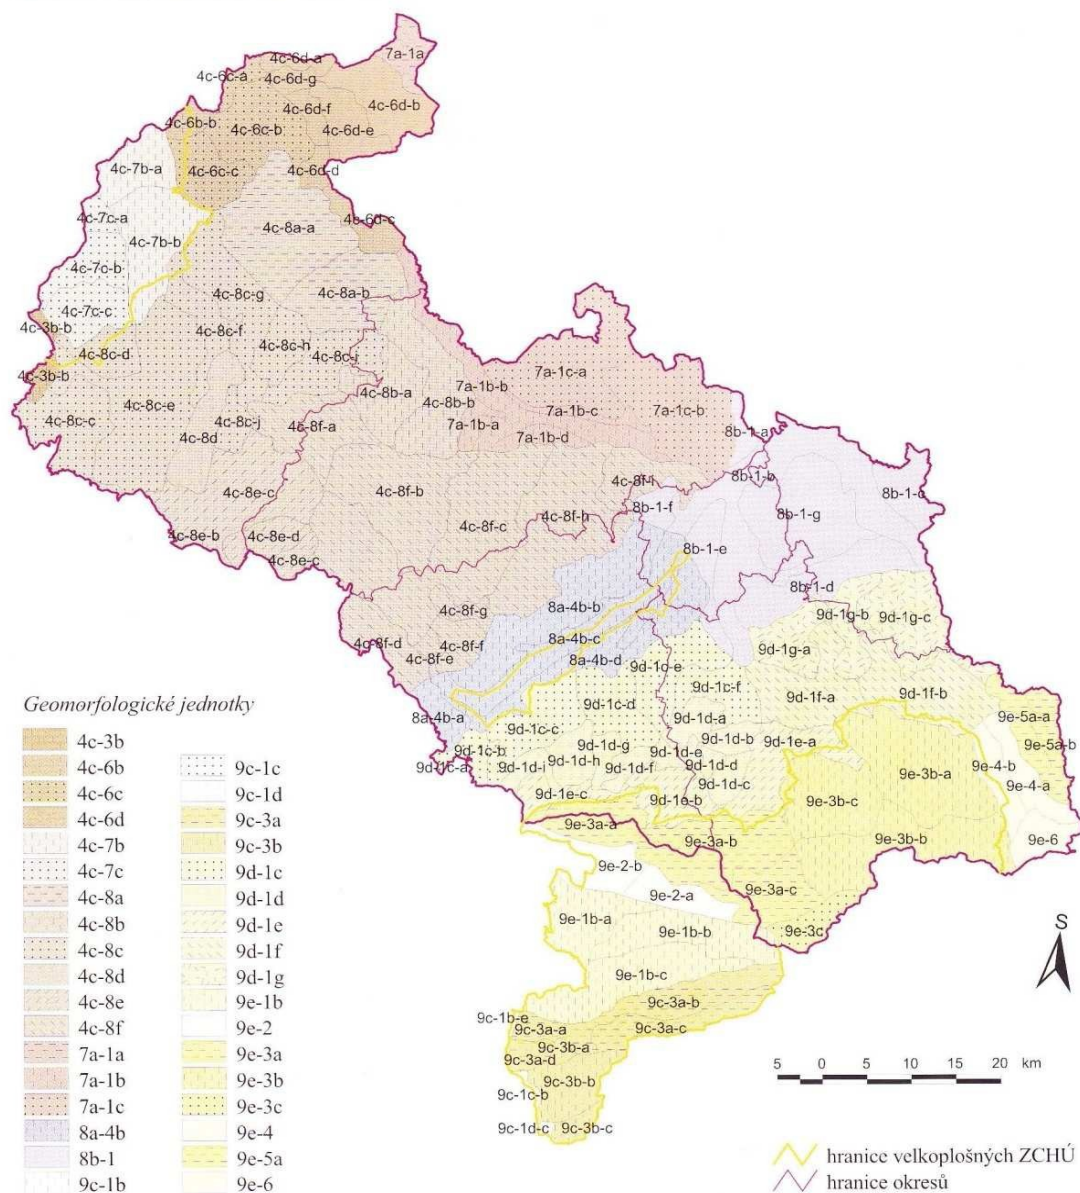 4c-6d-a
7a-1a
4c-6c-a
4c-6d-g
4c-6d-f
4c-6d-b
4c-6b-b
4c-6c-b
4c-6d-e
4c-7b-a
4c-6c-c
4c-6d-d
4c-7c-a
4c-6d-c
4c-8a-a
4c-7b-b
4c-7c-b
4c-8c-g
4c-8a-b
4c-7c-c
4c-3b-b
4c-8c-f
4c-8c-h
4c-8c-d
4c-8c-i
4c-3b-b
7a-1c-a
7a-1b-b
4c-8b-a
4c-8b-b
4c-8c-e
7a-1b-c
7a-1c-b
4c-8c-c
4c-8c-j
4c-8f-a
7a-1b-a
8b-1-a
4c-8d
7a-1b-d
8b-1-b
4c-8f-i
4c-8e-c
4c-8f-b
8b-1-c
8b-1-f
8b-1-g
4c-8f-h
4c-8f-c
4c-8e-b
4c-8e-d
8b-1-e
4c-8e-c
8b-1-d
4c-8f-g
8a-4b-b
9d-1g-b
9d-1g-c
4c-8f-d
4c-8f-f
8a-4b-c
9d-1g-a
4c-8f-e
8a-4b-d
9d-1c-e
9d-1c-f
9d-1f-a
9d-1f-b
8a-4b-a
9d-1c-d
9d-1c-c
9d-1d-a
9e-5a-a
9d-1c-b
9d-1d-g
9d-1d-e
9d-1d-b
9d-1e-a
9e-5a-b
9d-1c-a
9d-1d-i
9d-1d-h
9d-1d-f
9d-1d-d
9e-4-b
9e-3b-a
9d-1d-c
9e-4-a
9d-1e-c
9d-1e-b
9e-3b-c
9e-3a-a
9e-3a-b
9e-3b-b
9e-6
9e-2-b
9e-2-a
9e-3a-c
9e-1b-a
9e-1b-b
9e-3c
9e-1b-c
9c-3a-b
9c-1b-e
9c-3a-a
9c-3a-c
9c-3b-a
9c-3a-d
9c-3b-b
9c-1c-b
9c-1d-c
9c-3b-c
Geomorfologické jednotky
4c-3b
4c-6b
4c-6c
4c-6d
4c-7b
4c-7c
4c-8a
4c-8b
4c-8c
4c-8d
4c-8e
4c-8f
7a-1a
7a-1b
7a-1c
8a-4b
8b-1
9c-1b
9c-1c
9c-1d
9c-3a
9c-3b
9d-1c
9d-1d
9d-1e
9d-1f
9d-1g
9e-1b
9e-2
9e-3a
9e-3b
9e-3c
9e-4
9e-5a
9e-6
S
5 0 5 10 15 20 km
hranice velkoplošných ZCHÚ
hranice okresů